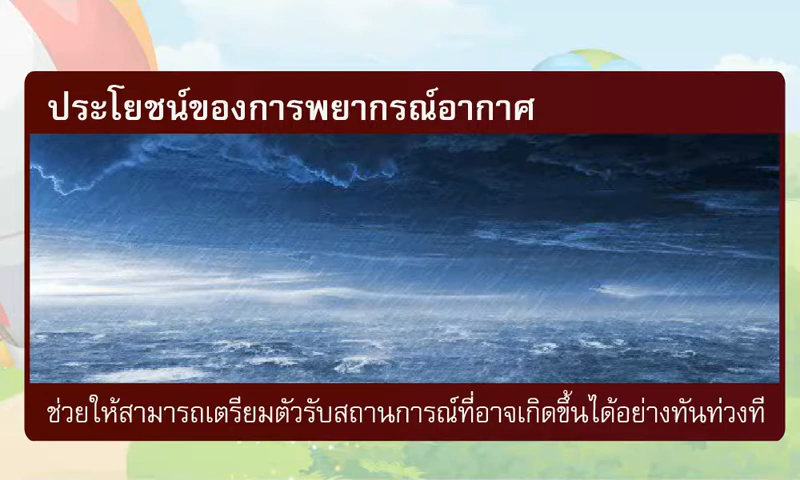 ประโยชน์ของการพยากรณ์อากาศ
ช่วยให้สามารถเตรียมตัวรับสถานการณ์ที่อาจเกิดขึ้นได้อย่างทันท่วงที